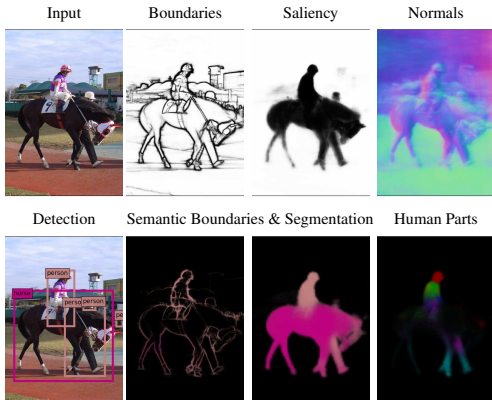 Input Boundaries Saliency Normals
Detection Semantic Boundaries & Segmentation Human Parts
person
horse
person person